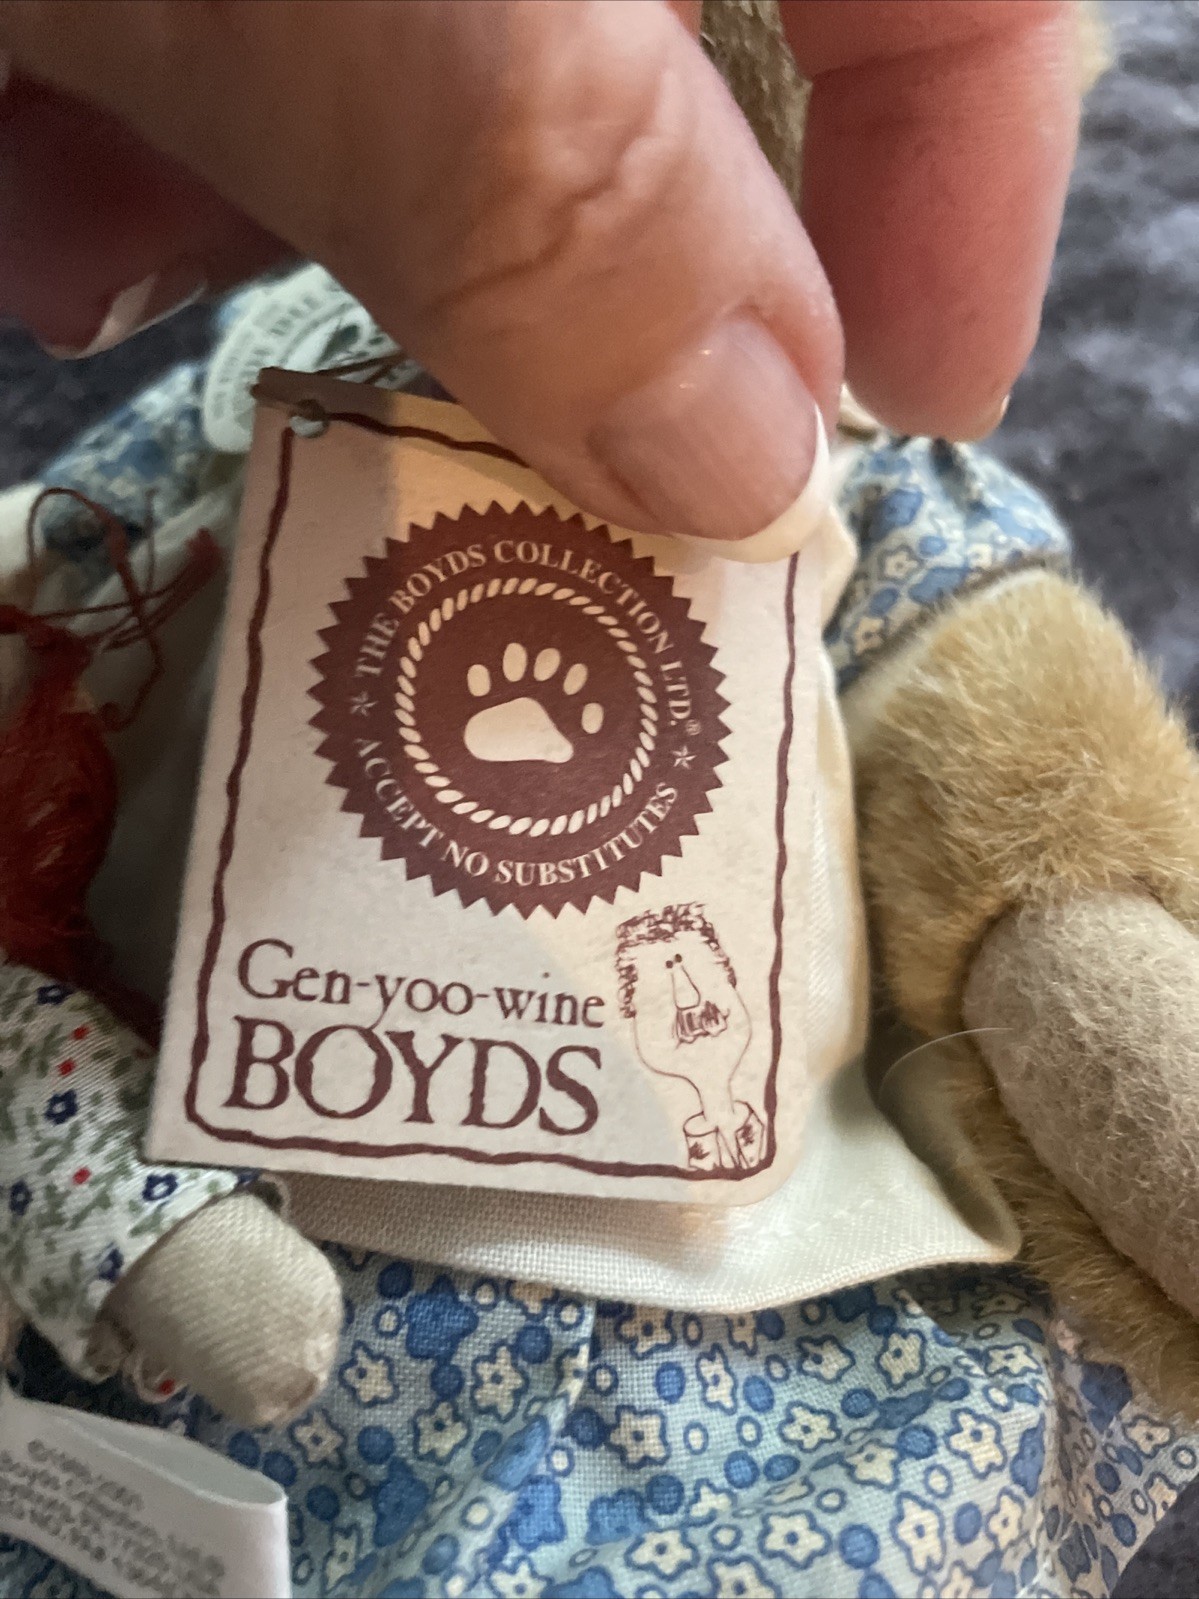 THE BOYDS COLLECTION LTD.®
ACCEPT NO SUBSTITUTES
Gen-yoo-wine
BOYDS